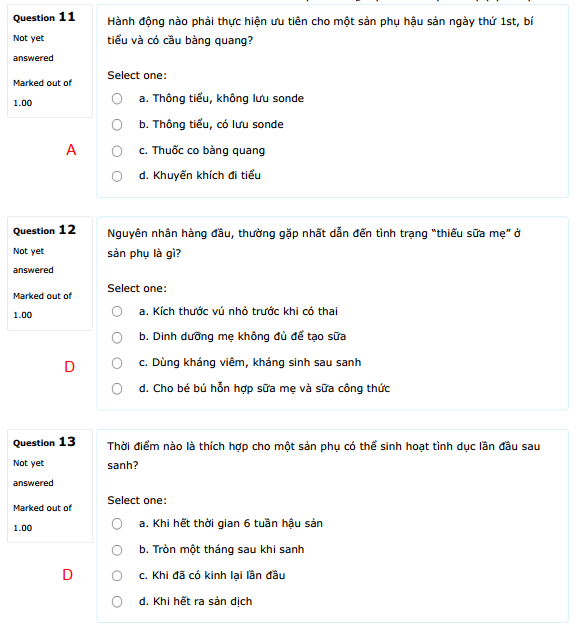 Question 11
Not yet
answered
Marked out of
1.00
A
Hành động nào phải thực hiện ưu tiên cho một sản phụ hậu sản ngày thứ 1st, bí
tiểu và có cầu bàng quang?
Select one:
a. Thông tiểu, không lưu sonde
b. Thông tiểu, có lưu sonde
c. Thuốc co bàng quang
d. Khuyến khích đi tiểu
Question 12
Not yet
answered
Marked out of
1.00
D
Nguyên nhân hàng đầu, thường gặp nhất dẫn đến tình trạng “thiếu sữa mẹ” ở
sản phụ là gì?
Select one:
a. Kích thước vú nhỏ trước khi có thai
b. Dinh dưỡng mẹ không đủ để tạo sữa
c. Dùng kháng viêm, kháng sinh sau sanh
d. Cho bé bú hỗn hợp sữa mẹ và sữa công thức
Question 13
Not yet
answered
Marked out of
1.00
D
Thời điểm nào là thích hợp cho một sản phụ có thể sinh hoạt tình dục lần đầu sau
sanh?
Select one:
a. Khi hết thời gian 6 tuần hậu sản
b. Tròn một tháng sau khi sanh
c. Khi đã có kinh lại lần đầu
d. Khi hết ra sản dịch